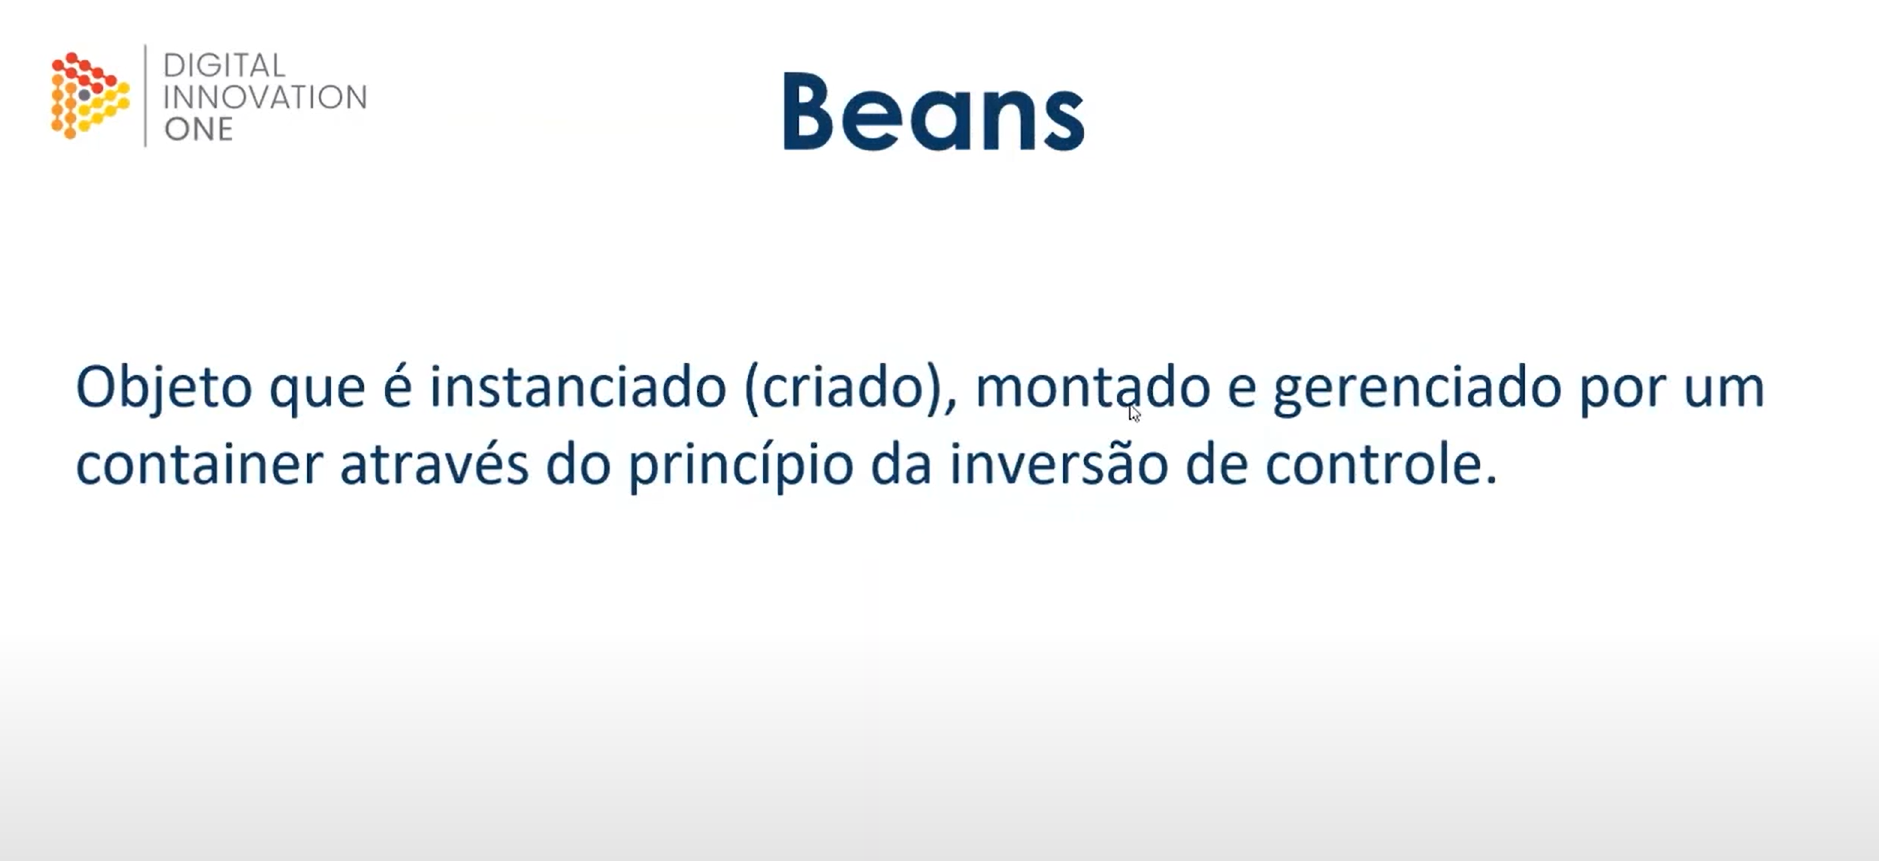 DIGITAL
INNOVATION
ONE
Beans
Objeto que é instanciado (criado), montado e gerenciado por um
container através do princípio da inversão de controle.